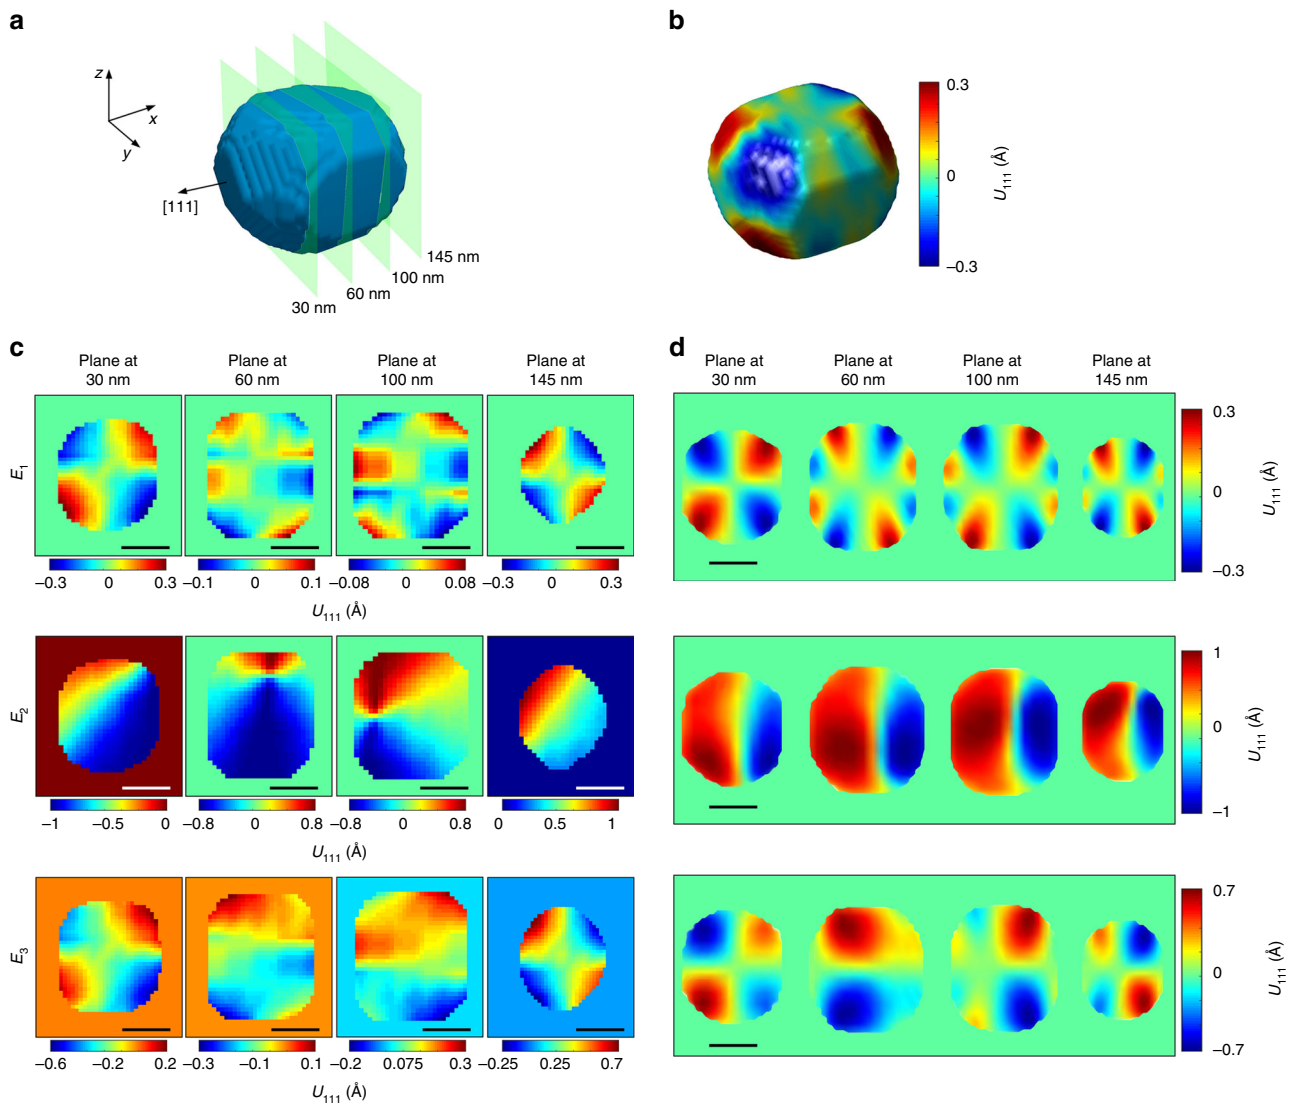 a
z
x
y
[111]
30 nm
60 nm
100 nm
145 nm
b
0.3
0
−0.3
U111 (Å)
c
Plane at 30 nm
Plane at 60 nm
Plane at 100 nm
Plane at 145 nm
E1
−0.3 0 0.3
−0.1 0 0.1
−0.08 0 0.08
−0.3 0 0.3
U111 (Å)
E2
−1 −0.5 0
−0.8 0 0.8
−0.8 0 0.8
0 0.5 1
U111 (Å)
E3
−0.6 −0.2 0.2
−0.3 −0.1 0.1
−0.2 0.075 0.3
−0.25 0.25 0.7
U111 (Å)
d
Plane at 30 nm
Plane at 60 nm
Plane at 100 nm
Plane at 145 nm
0.3
0
−0.3
U111 (Å)
1
0
−1
U111 (Å)
0.7
0
−0.7
U111 (Å)